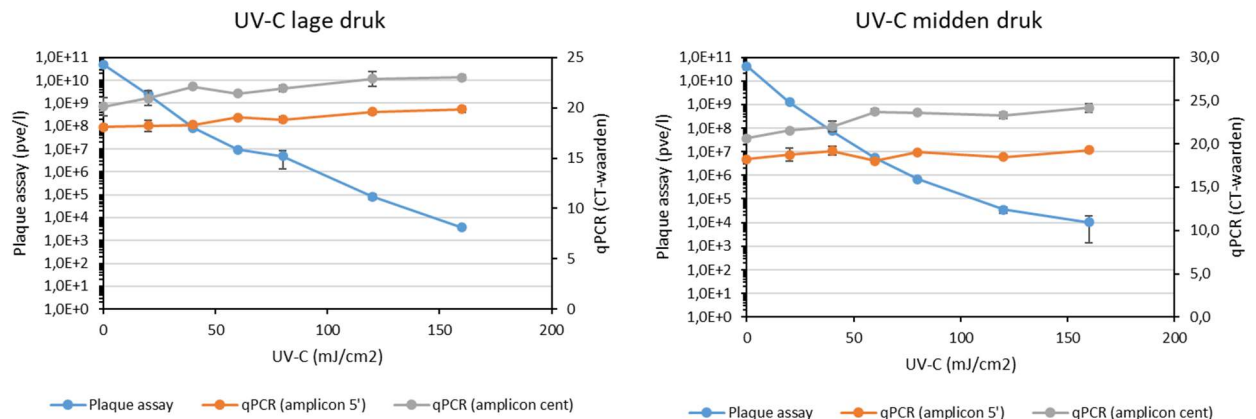 UV-C lage druk
Plaque assay (pve/l)
1,0E+11
1,0E+10
1,0E+9
1,0E+8
1,0E+7
1,0E+6
1,0E+5
1,0E+4
1,0E+3
1,0E+2
1,0E+1
1,0E+0
25
20
15
10
5
0
qPCR (CT-waarden)
0 50 100 150 200
UV-C (mJ/cm2)
Plaque assay qPCR (amplicon 5') qPCR (amplicon cent)
UV-C midden druk
Plaque assay (pve/l)
1,0E+11
1,0E+10
1,0E+9
1,0E+8
1,0E+7
1,0E+6
1,0E+5
1,0E+4
1,0E+3
1,0E+2
1,0E+1
1,0E+0
30,0
25,0
20,0
15,0
10,0
5,0
0,0
qPCR (CT-waarden)
0 50 100 150 200
UV-C (mJ/cm2)
Plaque assay qPCR (amplicon 5') qPCR (amplicon cent)